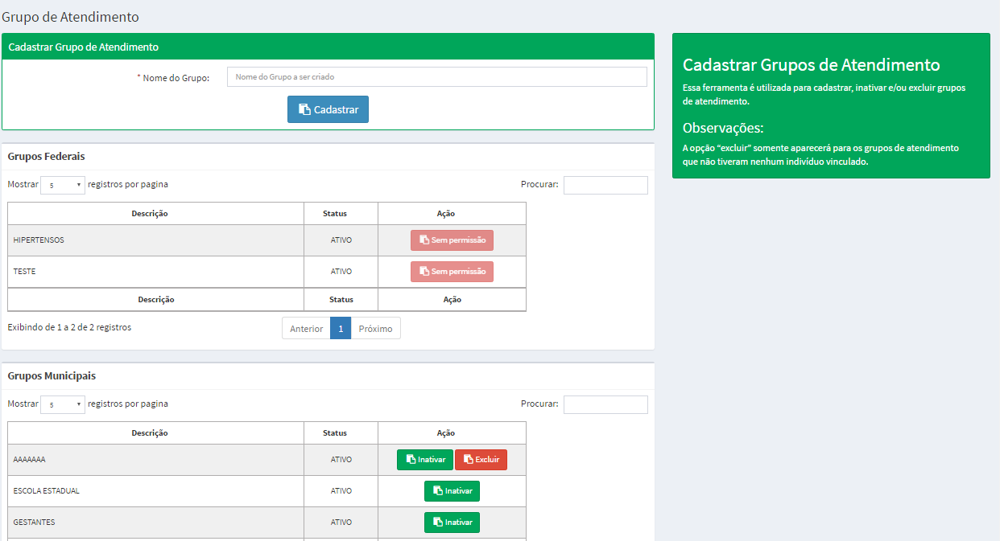 Grupo de Atendimento
Cadastrar Grupo de Atendimento
* Nome do Grupo: Nome do Grupo a ser criado
Cadastrar
Cadastrar Grupos de Atendimento
Essa ferramenta é utilizada para cadastrar, inativar e/ou excluir grupos
de atendimento.
Observações:
A opção “excluir” somente aparecerá para os grupos de atendimento
que não tiveram nenhum indivíduo vinculado.
Grupos Federais
Mostrar 5 registros por pagina Procurar:
Descrição Status Ação
HIPERTENSOS ATIVO Sem permissão
TESTE ATIVO Sem permissão
Descrição Status Ação
Exibindo de 1 a 2 de 2 registros Anterior 1 Próximo
Grupos Municipais
Mostrar 5 registros por pagina Procurar:
Descrição Status Ação
AAAAAAA ATIVO Inativar Excluir
ESCOLA ESTADUAL ATIVO Inativar
GESTANTES ATIVO Inativar